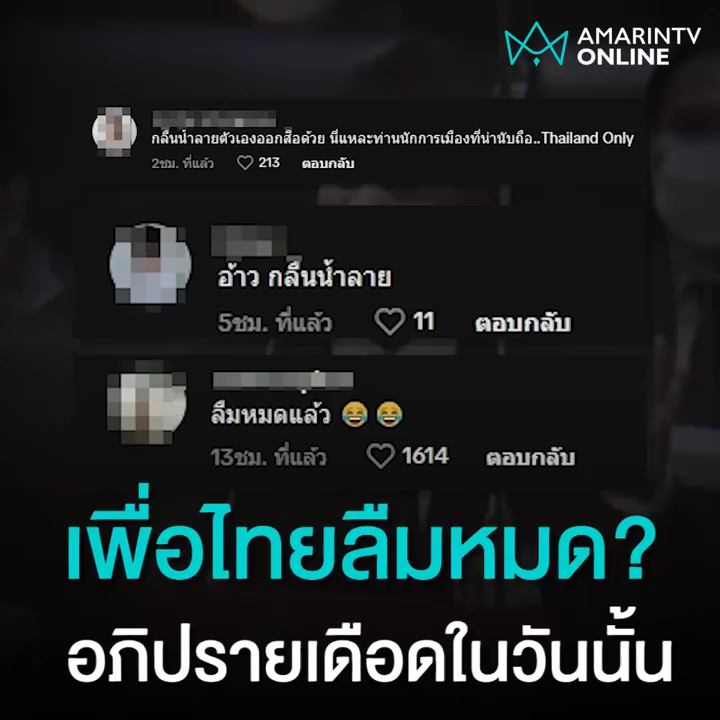 AMARINTV
ONLINE
กลืนน้ำลายตัวเองออกสื่อด้วย นี่แหละท่านนักการเมืองที่น่านับถือ..Thailand Only
2ชม. ที่แล้ว 213 ตอบกลับ
อ้าว กลืนน้ำลาย
5ชม. ที่แล้ว 11 ตอบกลับ
ลืมหมดแล้ว 😂 😂
13ชม. ที่แล้ว 1614 ตอบกลับ
เพื่อไทยลืมหมด?
อภิปรายเดือดในวันนั้น